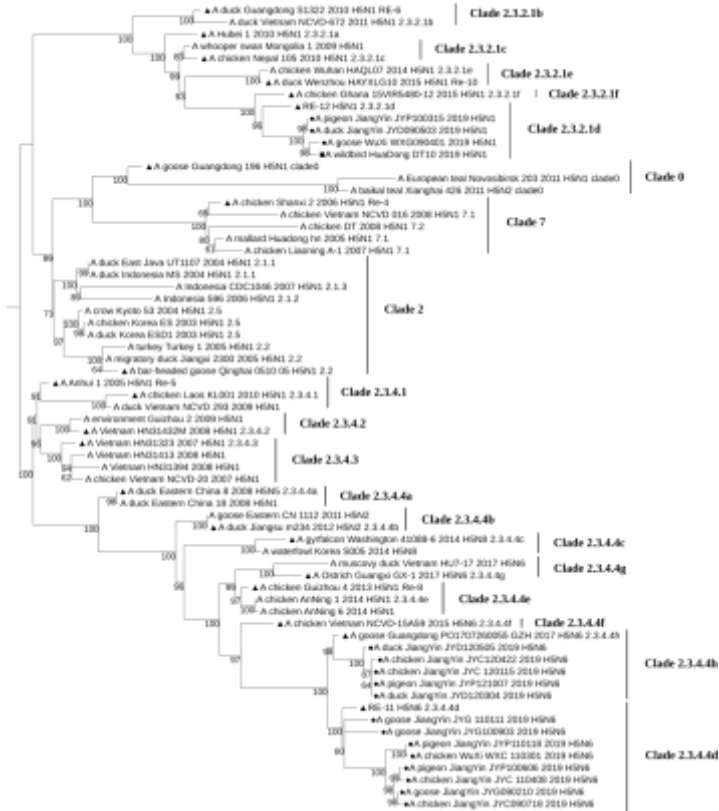 A duck Guangdong S1322 2010 H5N1 RE-6
A duck Vietnam NCVD-672 2011 H5N1 2.3.2.1b
Clade 2.3.2.1b
A Hubei 1 2010 H5N1 2.3.2.1a
A whooper swan Mongolia 1 2009 H5N1
A chicken Nepal 105 2010 H5N1 2.3.2.1c
Clade 2.3.2.1c
A chicken Wuhan HAQL07 2014 H5N1 2.3.2.1e
A duck Wenzhou HAYXLG10 2015 H5N1 Re-10
Clade 2.3.2.1e
A chicken Ghana 15VIR5480-12 2015 H5N1 2.3.2.1f
Clade 2.3.2.1f
RE-12 H5N1 2.3.2.1d
A pigeon JiangYin JYP100315 2019 H5N1
A duck JiangYin JYD090503 2019 H5N1
A goose WuXi WXG090401 2019 H5N1
A wildbird HuaDong DT10 2019 H5N1
Clade 2.3.2.1d
A goose Guangdong 196 H5N1 clade0
A European teal Novosibirsk 203 2011 H5N1 clade0
A baikal teal Xianghai 426 2011 H5N2 clade0
Clade 0
A chicken Shanxi 2 2006 H5N1 Re-4
A chicken Vietnam NCVD 016 2008 H5N1 7.1
A chicken DT 2008 H5N1 7.2
A mallard Huadong hn 2005 H5N1 7.1
A chicken Liaoning A-1 2007 H5N1 7.1
Clade 7
A duck East Java UT1107 2004 H5N1 2.1.1
A duck Indonesia MS 2004 H5N1 2.1.1
A Indonesia CDC1046 2007 H5N1 2.1.3
A Indonesia 596 2006 H5N1 2.1.2
A crow Kyoto 53 2004 H5N1 2.5
A chicken Korea ES 2003 H5N1 2.5
A duck Korea ESD1 2003 H5N1 2.5
A turkey Turkey 1 2005 H5N1 2.2
A migratory duck Jiangxi 2300 2005 H5N1 2.2
A bar-headed goose Qinghai 0510 05 H5N1 2.2
Clade 2
A Anhui 1 2005 H5N1 Re-5
A chicken Laos KL001 2010 H5N1 2.3.4.1
A duck Vietnam NCVD 293 2009 H5N1
Clade 2.3.4.1
A environment Guizhou 2 2009 H5N1
A Vietnam HN31432M 2008 H5N1 2.3.4.2
Clade 2.3.4.2
A Vietnam HN31323 2007 H5N1 2.3.4.3
A Vietnam HN31413 2008 H5N1
A Vietnam HN31394 2008 H5N1
A chicken Vietnam NCVD-20 2007 H5N1
Clade 2.3.4.3
A duck Eastern China 8 2008 H5N5 2.3.4.4a
A duck Eastern China 18 2008 H5N1
Clade 2.3.4.4a
A goose Eastern CN 1112 2011 H5N2
A duck Jiangsu m234 2012 H5N2 2.3.4.4b
Clade 2.3.4.4b
A gyrfalcon Washington 41088-6 2014 H5N8 2.3.4.4c
A waterfowl Korea S005 2014 H5N8
Clade 2.3.4.4c
A muscovy duck Vietnam HU7-17 2017 H5N6
A Ostrich Guangxi GX-1 2017 H5N6 2.3.4.4g
Clade 2.3.4.4g
A chicken Guizhou 4 2013 H5N1 Re-8
A chicken AnNing 1 2014 H5N1 2.3.4.4e
A chicken AnNing 6 2014 H5N1
Clade 2.3.4.4e
A chicken Vietnam NCVD-15A59 2015 H5N6 2.3.4.4f
Clade 2.3.4.4f
A goose Guangdong PO1707260055 GZH 2017 H5N6 2.3.4.4h
A duck JiangYin JYD120505 2019 H5N6
A chicken JiangYin JYC120422 2019 H5N6
A chicken JiangYin JYC 120115 2019 H5N6
A pigeon JiangYin JYP121007 2019 H5N6
A duck JiangYin JYD120304 2019 H5N6
Clade 2.3.4.4h
RE-11 H5N6 2.3.4.4d
A goose JiangYin JYG 110111 2019 H5N6
A goose JiangYin JYG100903 2019 H5N6
A pigeon JiangYin JYP110118 2019 H5N6
A chicken WuXi WXC 110301 2019 H5N6
A pigeon JiangYin JYP100606 2019 H5N6
A chicken JiangYin JYC 110408 2019 H5N6
A goose JiangYin JYG090210 2019 H5N6
A chicken JiangYin JYC090718 2019 H5N6
Clade 2.3.4.4d